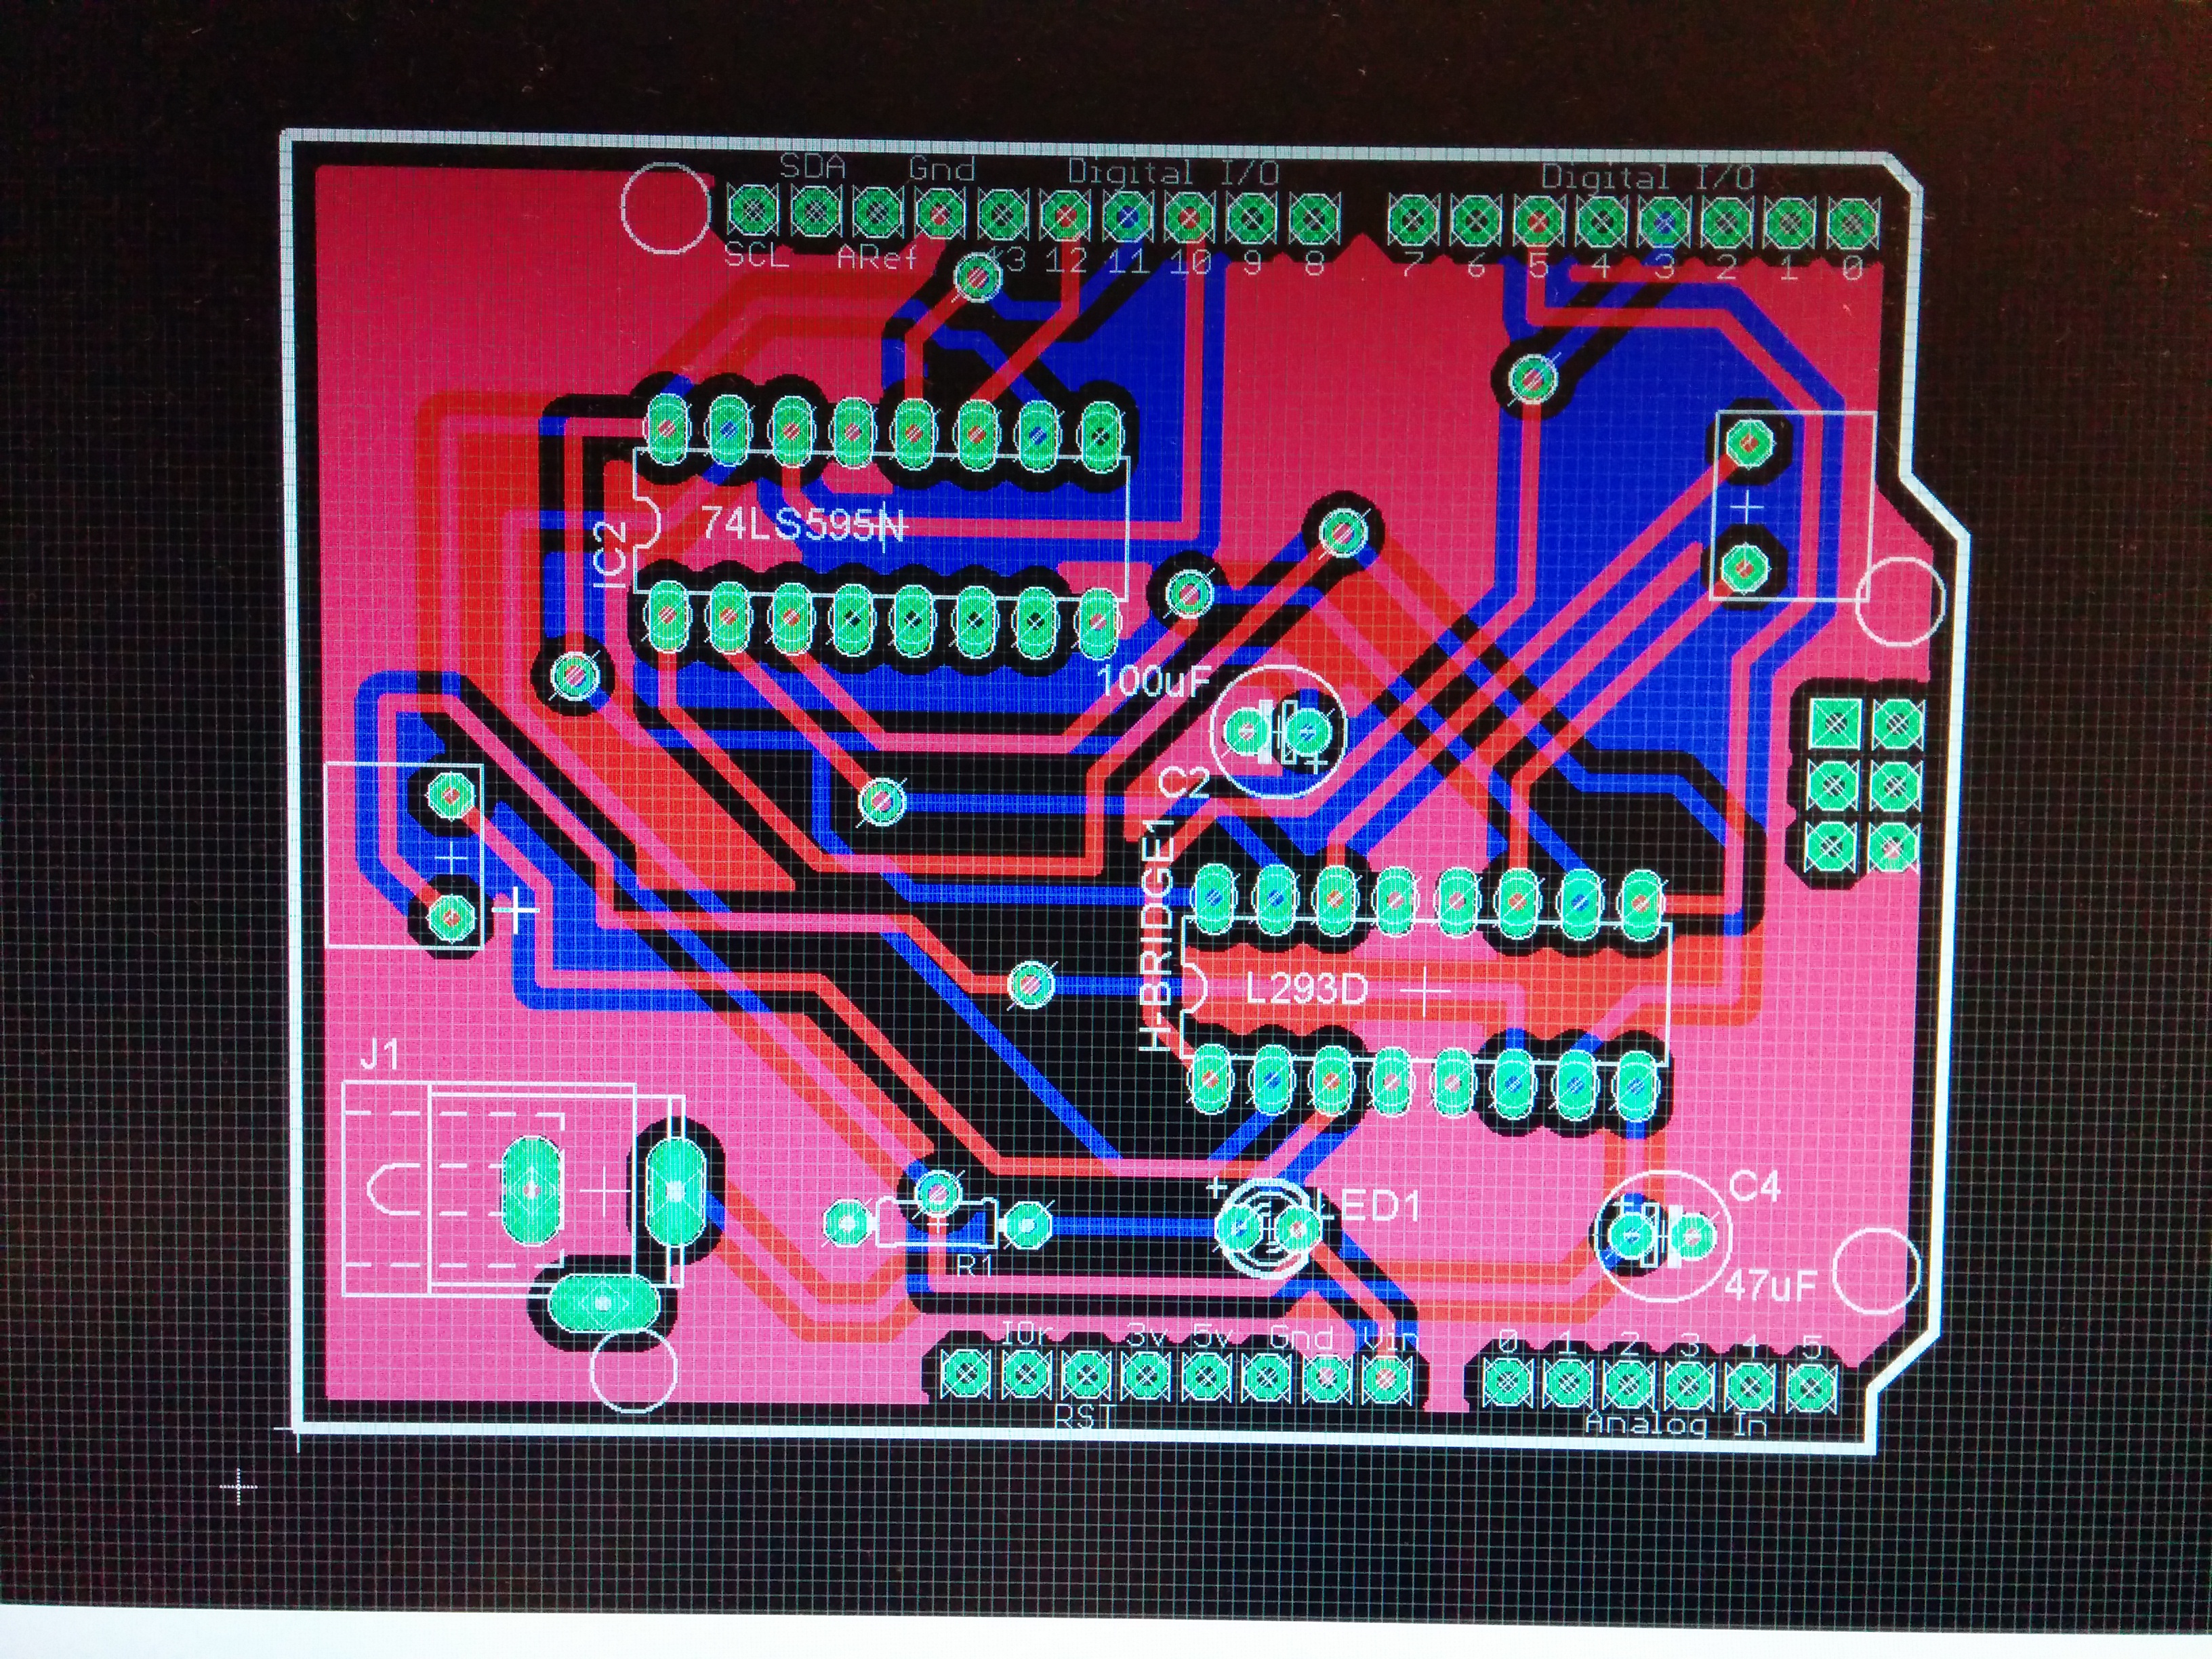 SDA Gnd Digital I/O Digital I/O
SCL ARef 13 12 11 10 9 8 7 6 5 4 3 2 1 0
IC2
74LS595N
100uF
C2
H-BRIDGE1
L293D
J1
C4
LED1
R1
47uF
IOr 3v 5v Gnd Vin 0 1 2 3 4 5
RST
Analog In